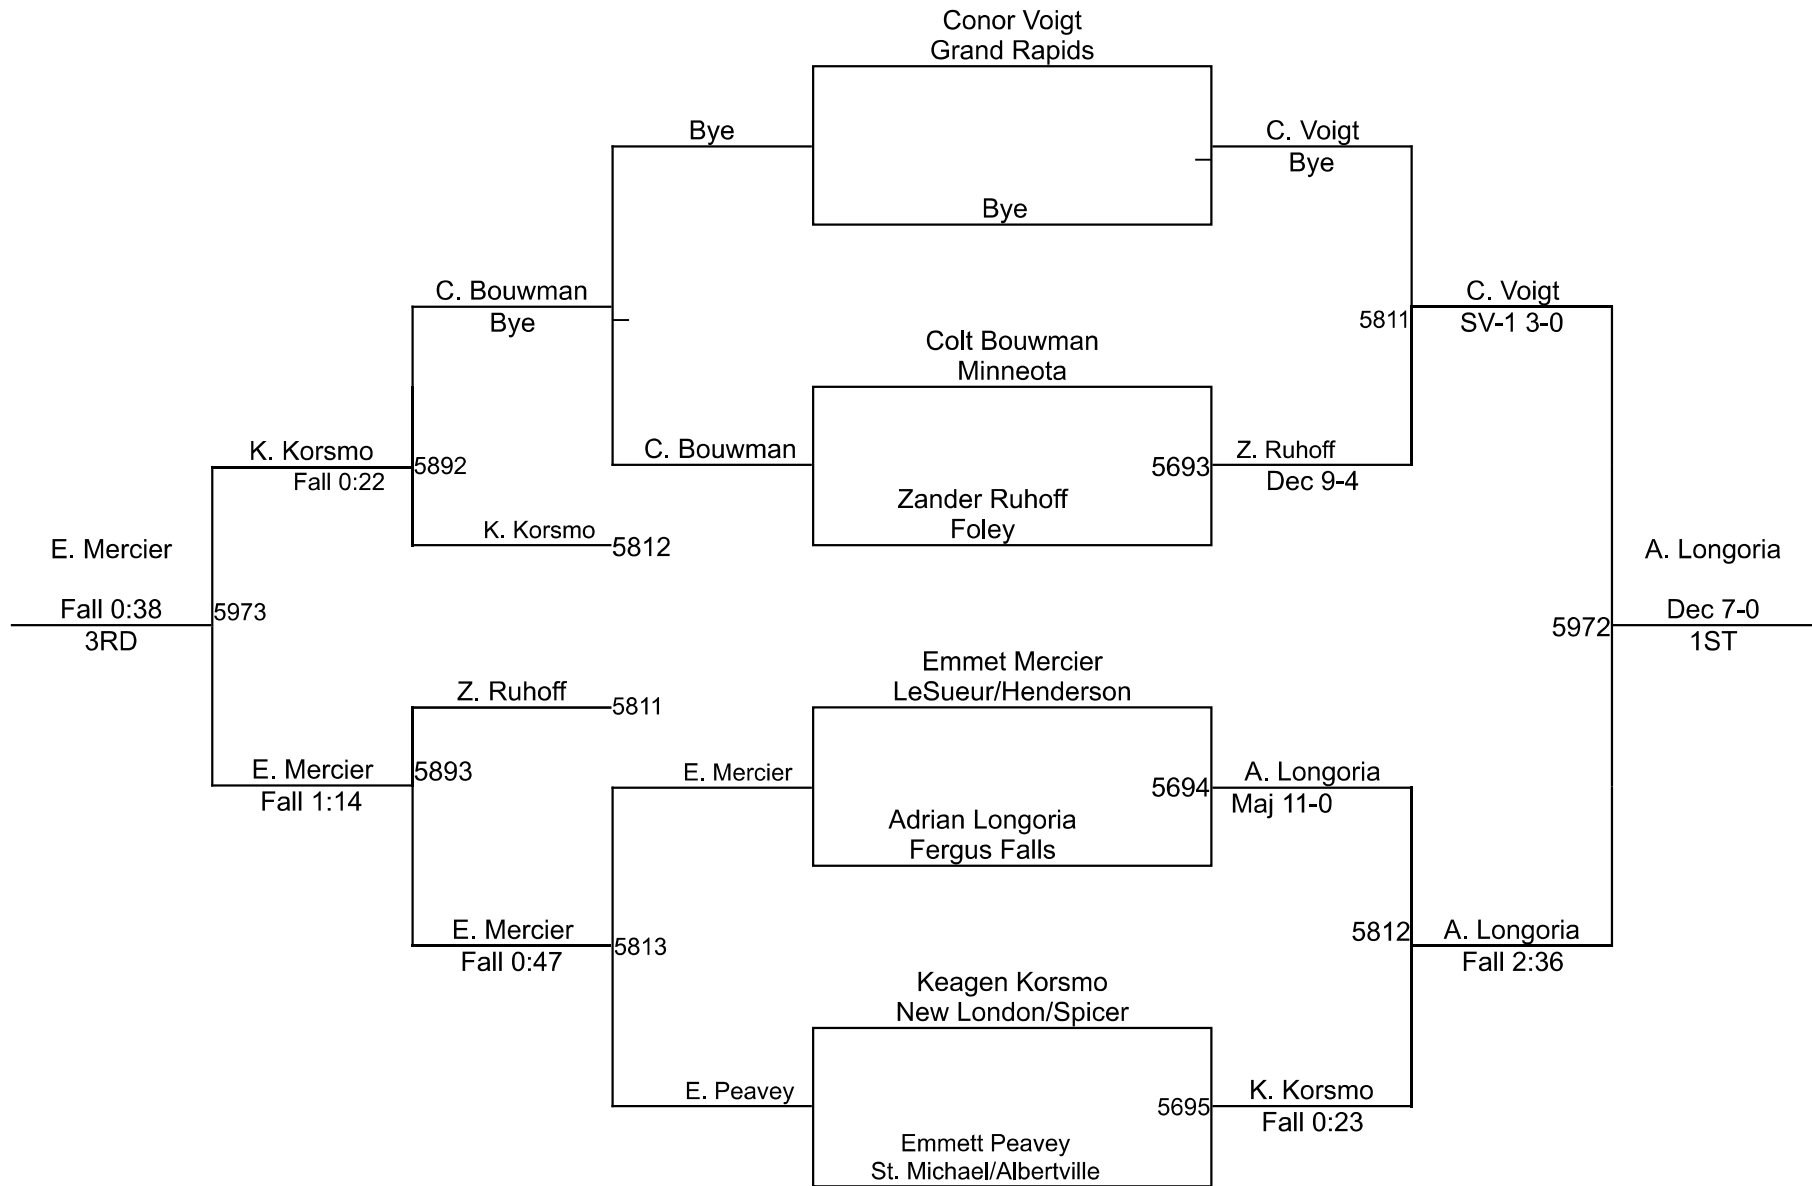 Conor Voigt
Grand Rapids
Bye
C. Voigt
Bye
Bye
C. Bouwman
Bye
C. Voigt
5811
SV-1 3-0
Colt Bouwman
Minneota
K. Korsmo
5892
Fall 0:22
C. Bouwman
5693
Z. Ruhoff
Dec 9-4
Zander Ruhoff
Foley
K. Korsmo
5812
E. Mercier
Fall 0:38
5973
3RD
A. Longoria
Dec 7-0
5972
1ST
Emmet Mercier
LeSueur/Henderson
Z. Ruhoff
5811
E. Mercier
5893
Fall 1:14
E. Mercier
5694
A. Longoria
Maj 11-0
Adrian Longoria
Fergus Falls
E. Mercier
5813
Fall 0:47
5812
A. Longoria
Fall 2:36
Keagen Korsmo
New London/Spicer
E. Peavey
5695
K. Korsmo
Fall 0:23
Emmett Peavey
St. Michael/Albertville